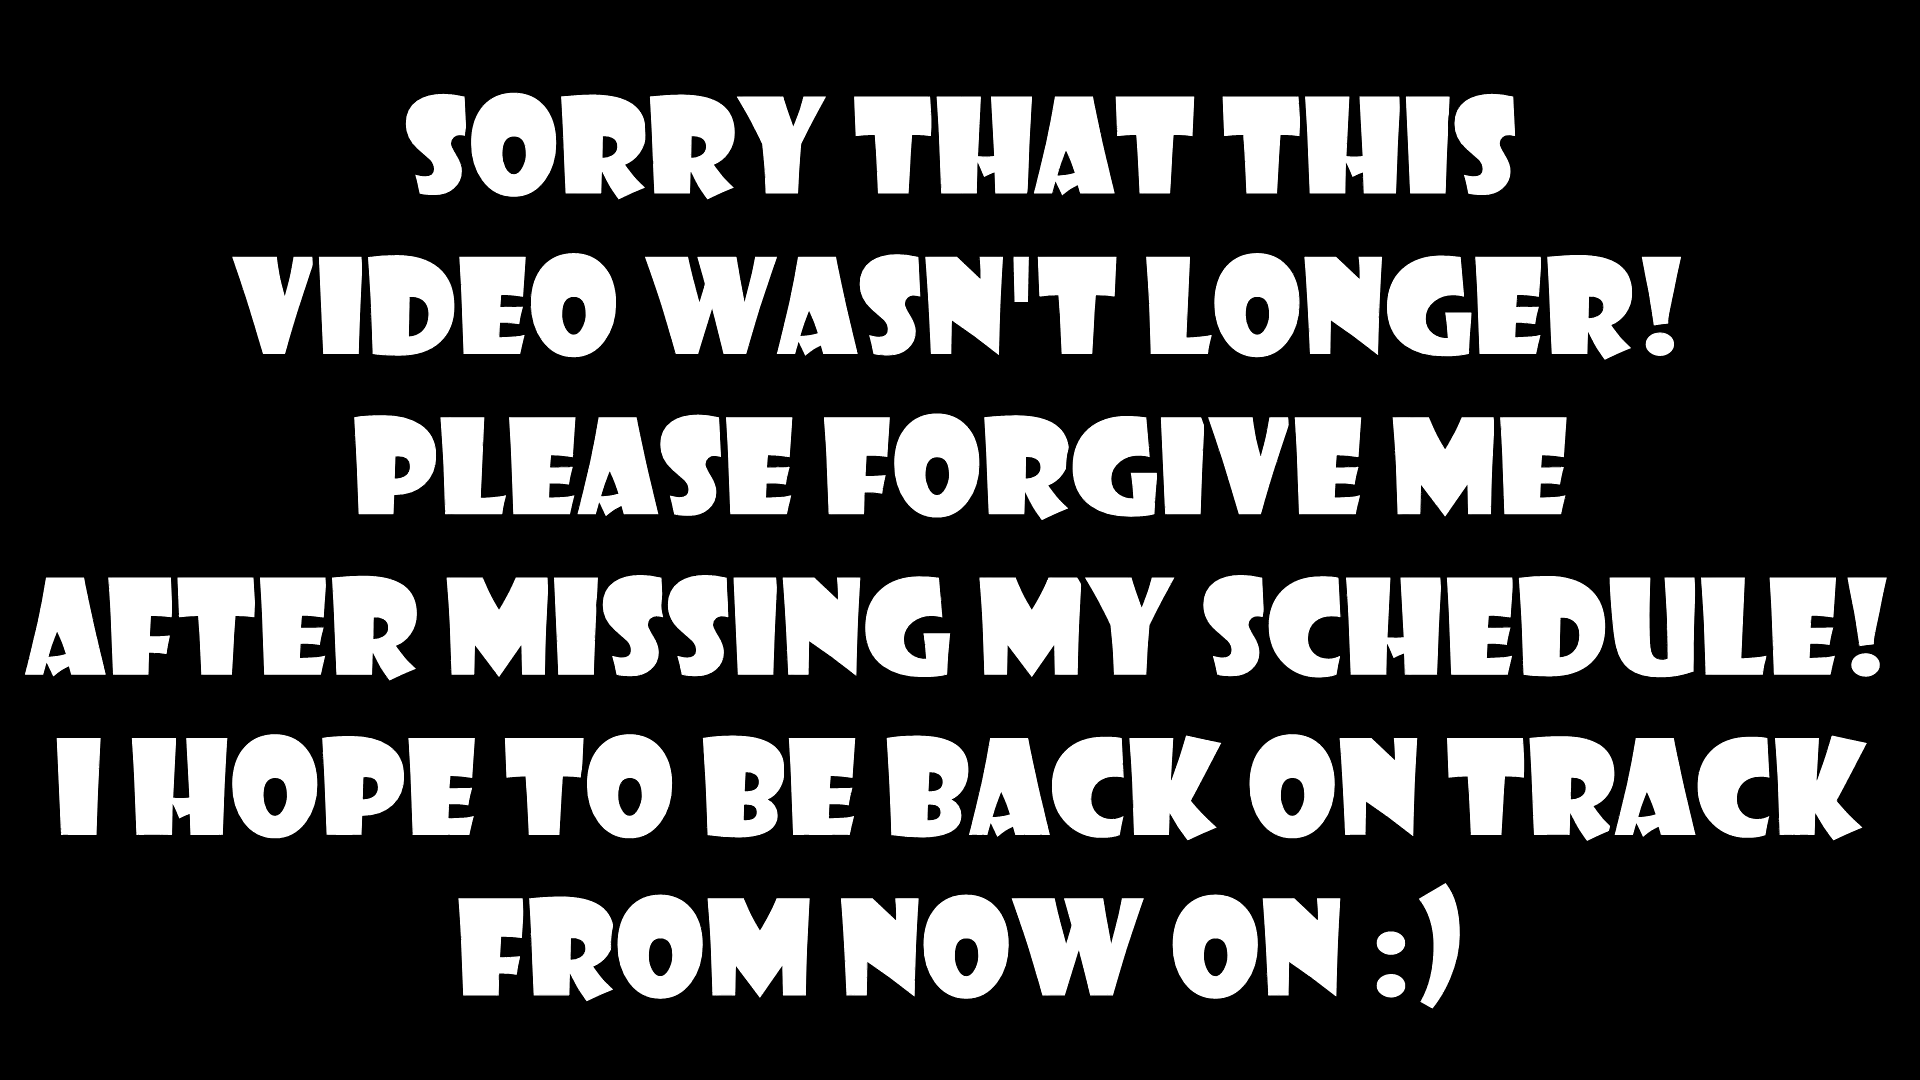 SORRY THAT THIS
VIDEO WASN'T LONGER!
PLEASE FORGIVE ME
AFTER MISSING MY SCHEDULE!
I HOPE TO BE BACK ON TRACK
FROM NOW ON :)